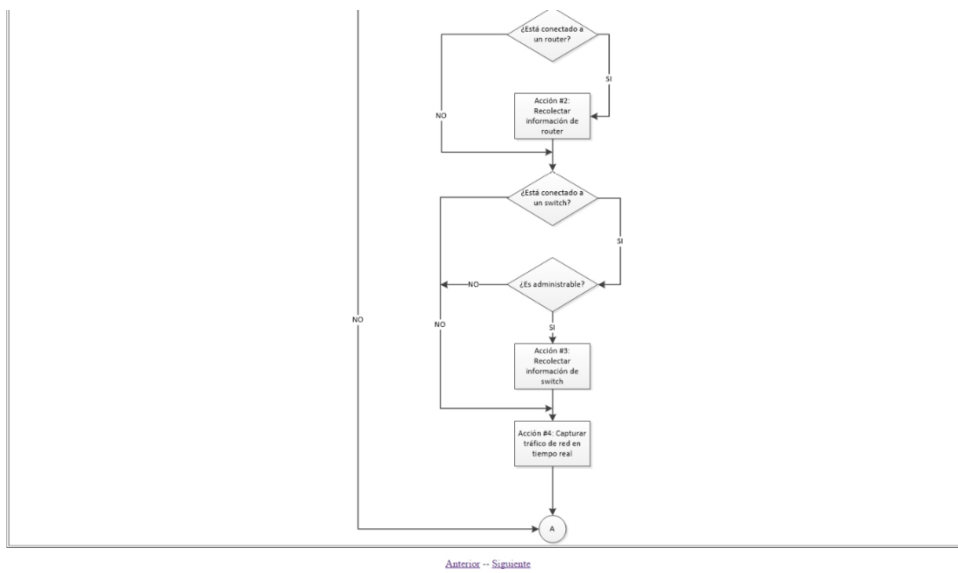 ¿Está conectado a
un router?
SI
Acción #2:
Recolectar
información de
router
NO
¿Está conectado a
un switch?
SI
¿Es administrable?
NO
NO
NO
SI
Acción #3:
Recolectar
información de
switch
Acción #4: Capturar
tráfico de red en
tiempo real
A
Anterior -- Siguiente